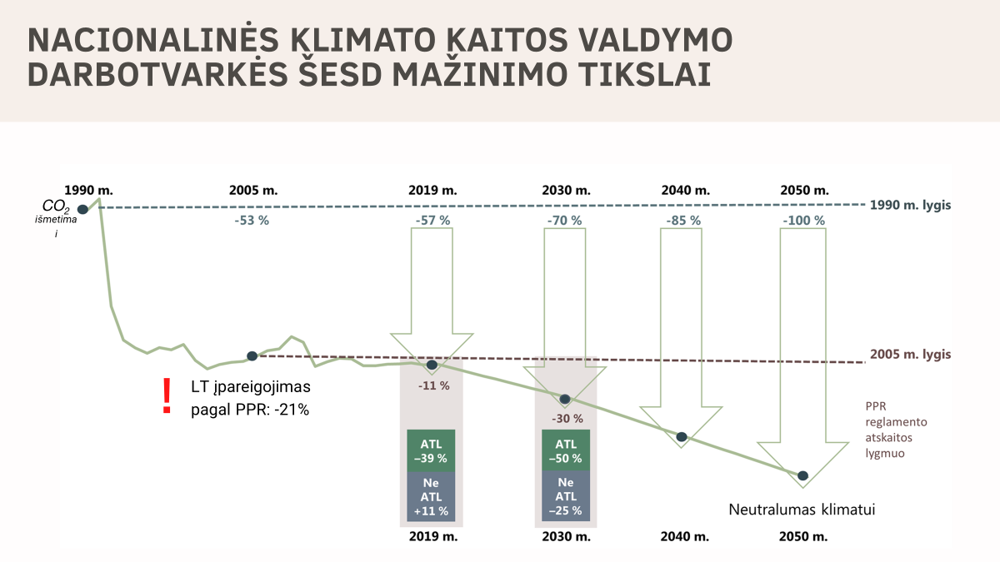 NACIONALINĖS KLIMATO KAITOS VALDYMO
DARBOTVARKĖS ŠESD MAŽINIMO TIKSLAI
1990 m. 2005 m. 2019 m. 2030 m. 2040 m. 2050 m.
CO₂
išmetima
i
1990 m. lygis
-53 % -57 % -70 % -85 % -100 %
2005 m. lygis
LT įpareigojimas
pagal PPR: -21%
!
-11 %
-30 %
PPR
reglamento
atskaitos
lygmuo
ATL
–39 %
Ne
ATL
+11 %
ATL
–50 %
Ne
ATL
–25 %
Neutralumas klimatui
2019 m. 2030 m. 2040 m. 2050 m.